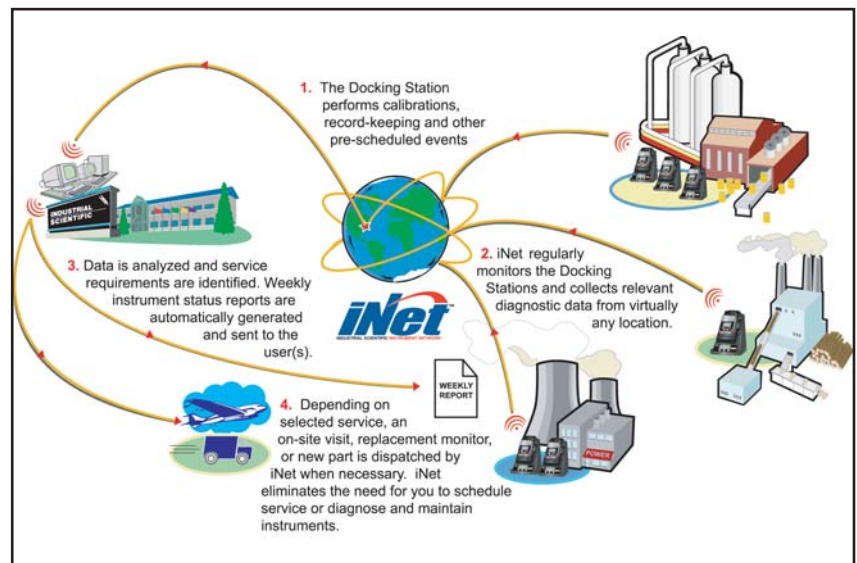 1. The Docking Station
performs calibrations,
record-keeping and other
pre-scheduled events
INDUSTRIAL
SCIENTIFIC
2. iNet regularly
monitors the Docking
Stations and collects relevant
diagnostic data from virtually
any location.
3. Data is analyzed and service
requirements are identified. Weekly
instrument status reports are
automatically generated
and sent to the
user(s).
iNet™
INDUSTRIAL SCIENTIFIC INSTRUMENT NETWORK
WEEKLY
REPORT
4. Depending on
selected service, an
on-site visit, replacement monitor,
or new part is dispatched by
iNet when necessary. iNet
eliminates the need for you to schedule
service or diagnose and maintain
instruments.
POWER